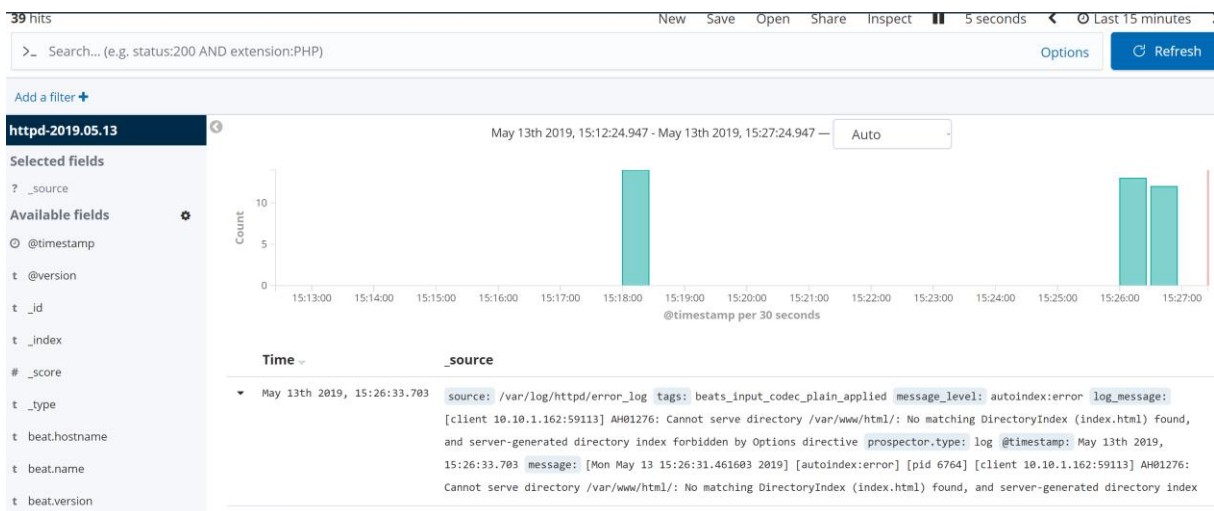 39 hits New Save Open Share Inspect 5 seconds Last 15 minutes
>_ Search... (e.g. status:200 AND extension:PHP) Options Refresh
Add a filter +
httpd-2019.05.13
May 13th 2019, 15:12:24.947 - May 13th 2019, 15:27:24.947 — Auto
Selected fields
? _source
Available fields
@timestamp
t @version
t _id
t _index
# _score
t _type
t beat.hostname
t beat.name
t beat.version
Count
10
5
0
15:13:00 15:14:00 15:15:00 15:16:00 15:17:00 15:18:00 15:19:00 15:20:00 15:21:00 15:22:00 15:23:00 15:24:00 15:25:00 15:26:00 15:27:00
@timestamp per 30 seconds
Time _source
May 13th 2019, 15:26:33.703 source: /var/log/httpd/error_log tags: beats_input_codec_plain_applied message_level: autoindex:error log_message:
[client 10.10.1.162:59113] AH01276: Cannot serve directory /var/www/html/: No matching DirectoryIndex (index.html) found,
and server-generated directory index forbidden by Options directive prospector.type: log @timestamp: May 13th 2019,
15:26:33.703 message: [Mon May 13 15:26:31.461603 2019] [autoindex:error] [pid 6764] [client 10.10.1.162:59113] AH01276:
Cannot serve directory /var/www/html/: No matching DirectoryIndex (index.html) found, and server-generated directory index